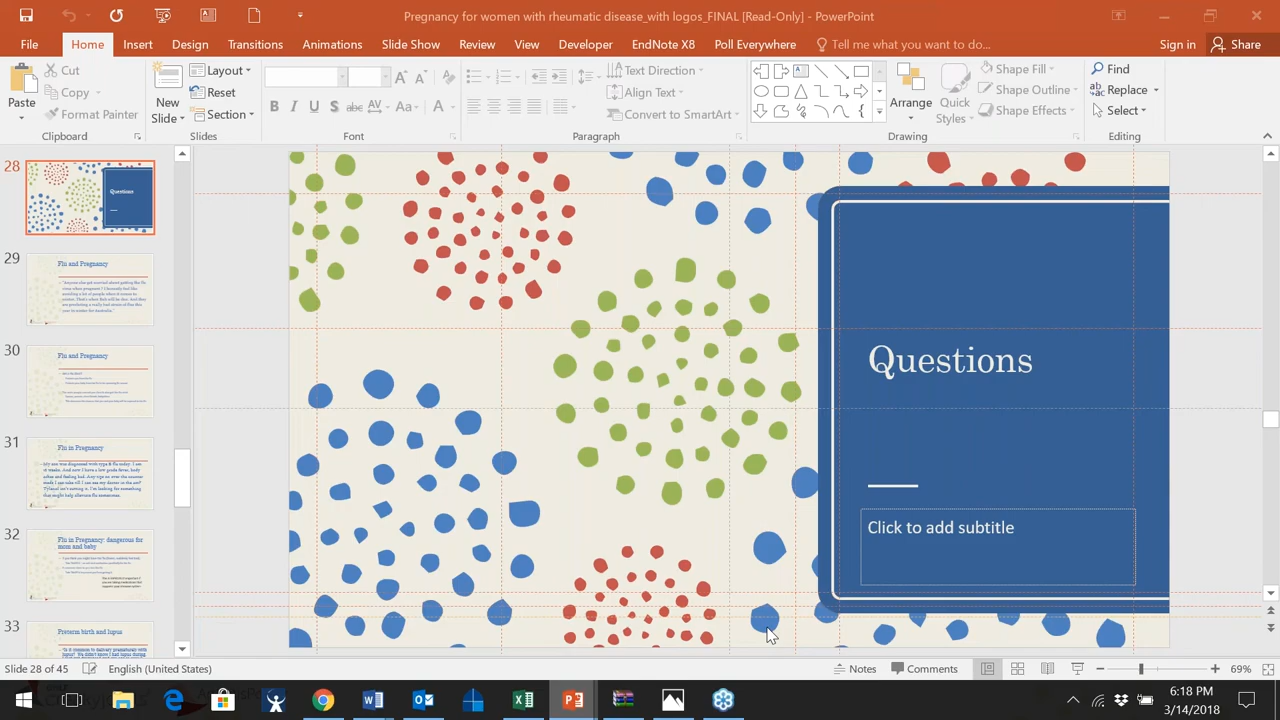 Pregnancy for women with rheumatic disease_with logos_FINAL [Read-Only] - PowerPoint
File Home Insert Design Transitions Animations Slide Show Review View Developer EndNote X8 Poll Everywhere Tell me what you want to do... Sign in Share
Paste
Cut
Copy
Format Painter
Clipboard
New Slide
Layout
Reset
Section
Slides
Font
Text Direction
Align Text
Convert to SmartArt
Paragraph
Arrange
Quick Styles
Shape Fill
Shape Outline
Shape Effects
Drawing
Find
Replace
Select
Editing
28
Questions
29
Flu and Pregnancy
30
Flu and Pregnancy
31
Flu in Pregnancy
32
Flu in Pregnancy: dangerous for
mom and baby
33
Preterm birth and lupus
Questions
Click to add subtitle
Slide 28 of 45 English (United States) Notes Comments 69%
6:18 PM
3/14/2018